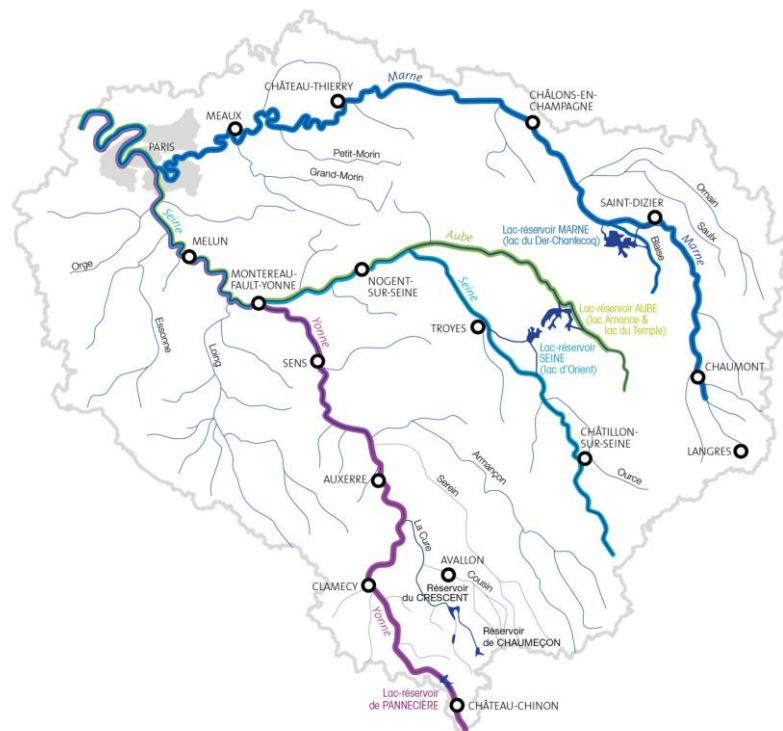 Marne
CHÂTEAU-THIERRY
CHÂLONS-EN-
CHAMPAGNE
MEAUX
PARIS
Petit-Morin
Grand-Morin
Ornain
SAINT-DIZIER
Saulx
Seine
Lac-réservoir MARNE
(lac du Der-Chantecoq)
Blaise
Marne
Aube
MELUN
Orge
MONTEREAU-
FAULT-YONNE
NOGENT-
SUR-SEINE
Seine
Lac-réservoir AUBE
(lac Amance &
lac du Temple)
Essonne
Loing
Yonne
TROYES
Lac-réservoir
SEINE
(lac d'Orient)
SENS
CHAUMONT
CHÂTILLON-
SUR-SEINE
LANGRES
Armançon
Ource
AUXERRE
Serein
La Cure
AVALLON
Cousin
CLAMECY
Réservoir
du CRESCENT
Yonne
Réservoir
de CHAUMEÇON
Lac-réservoir
de PANNECIÈRE
CHÂTEAU-CHINON